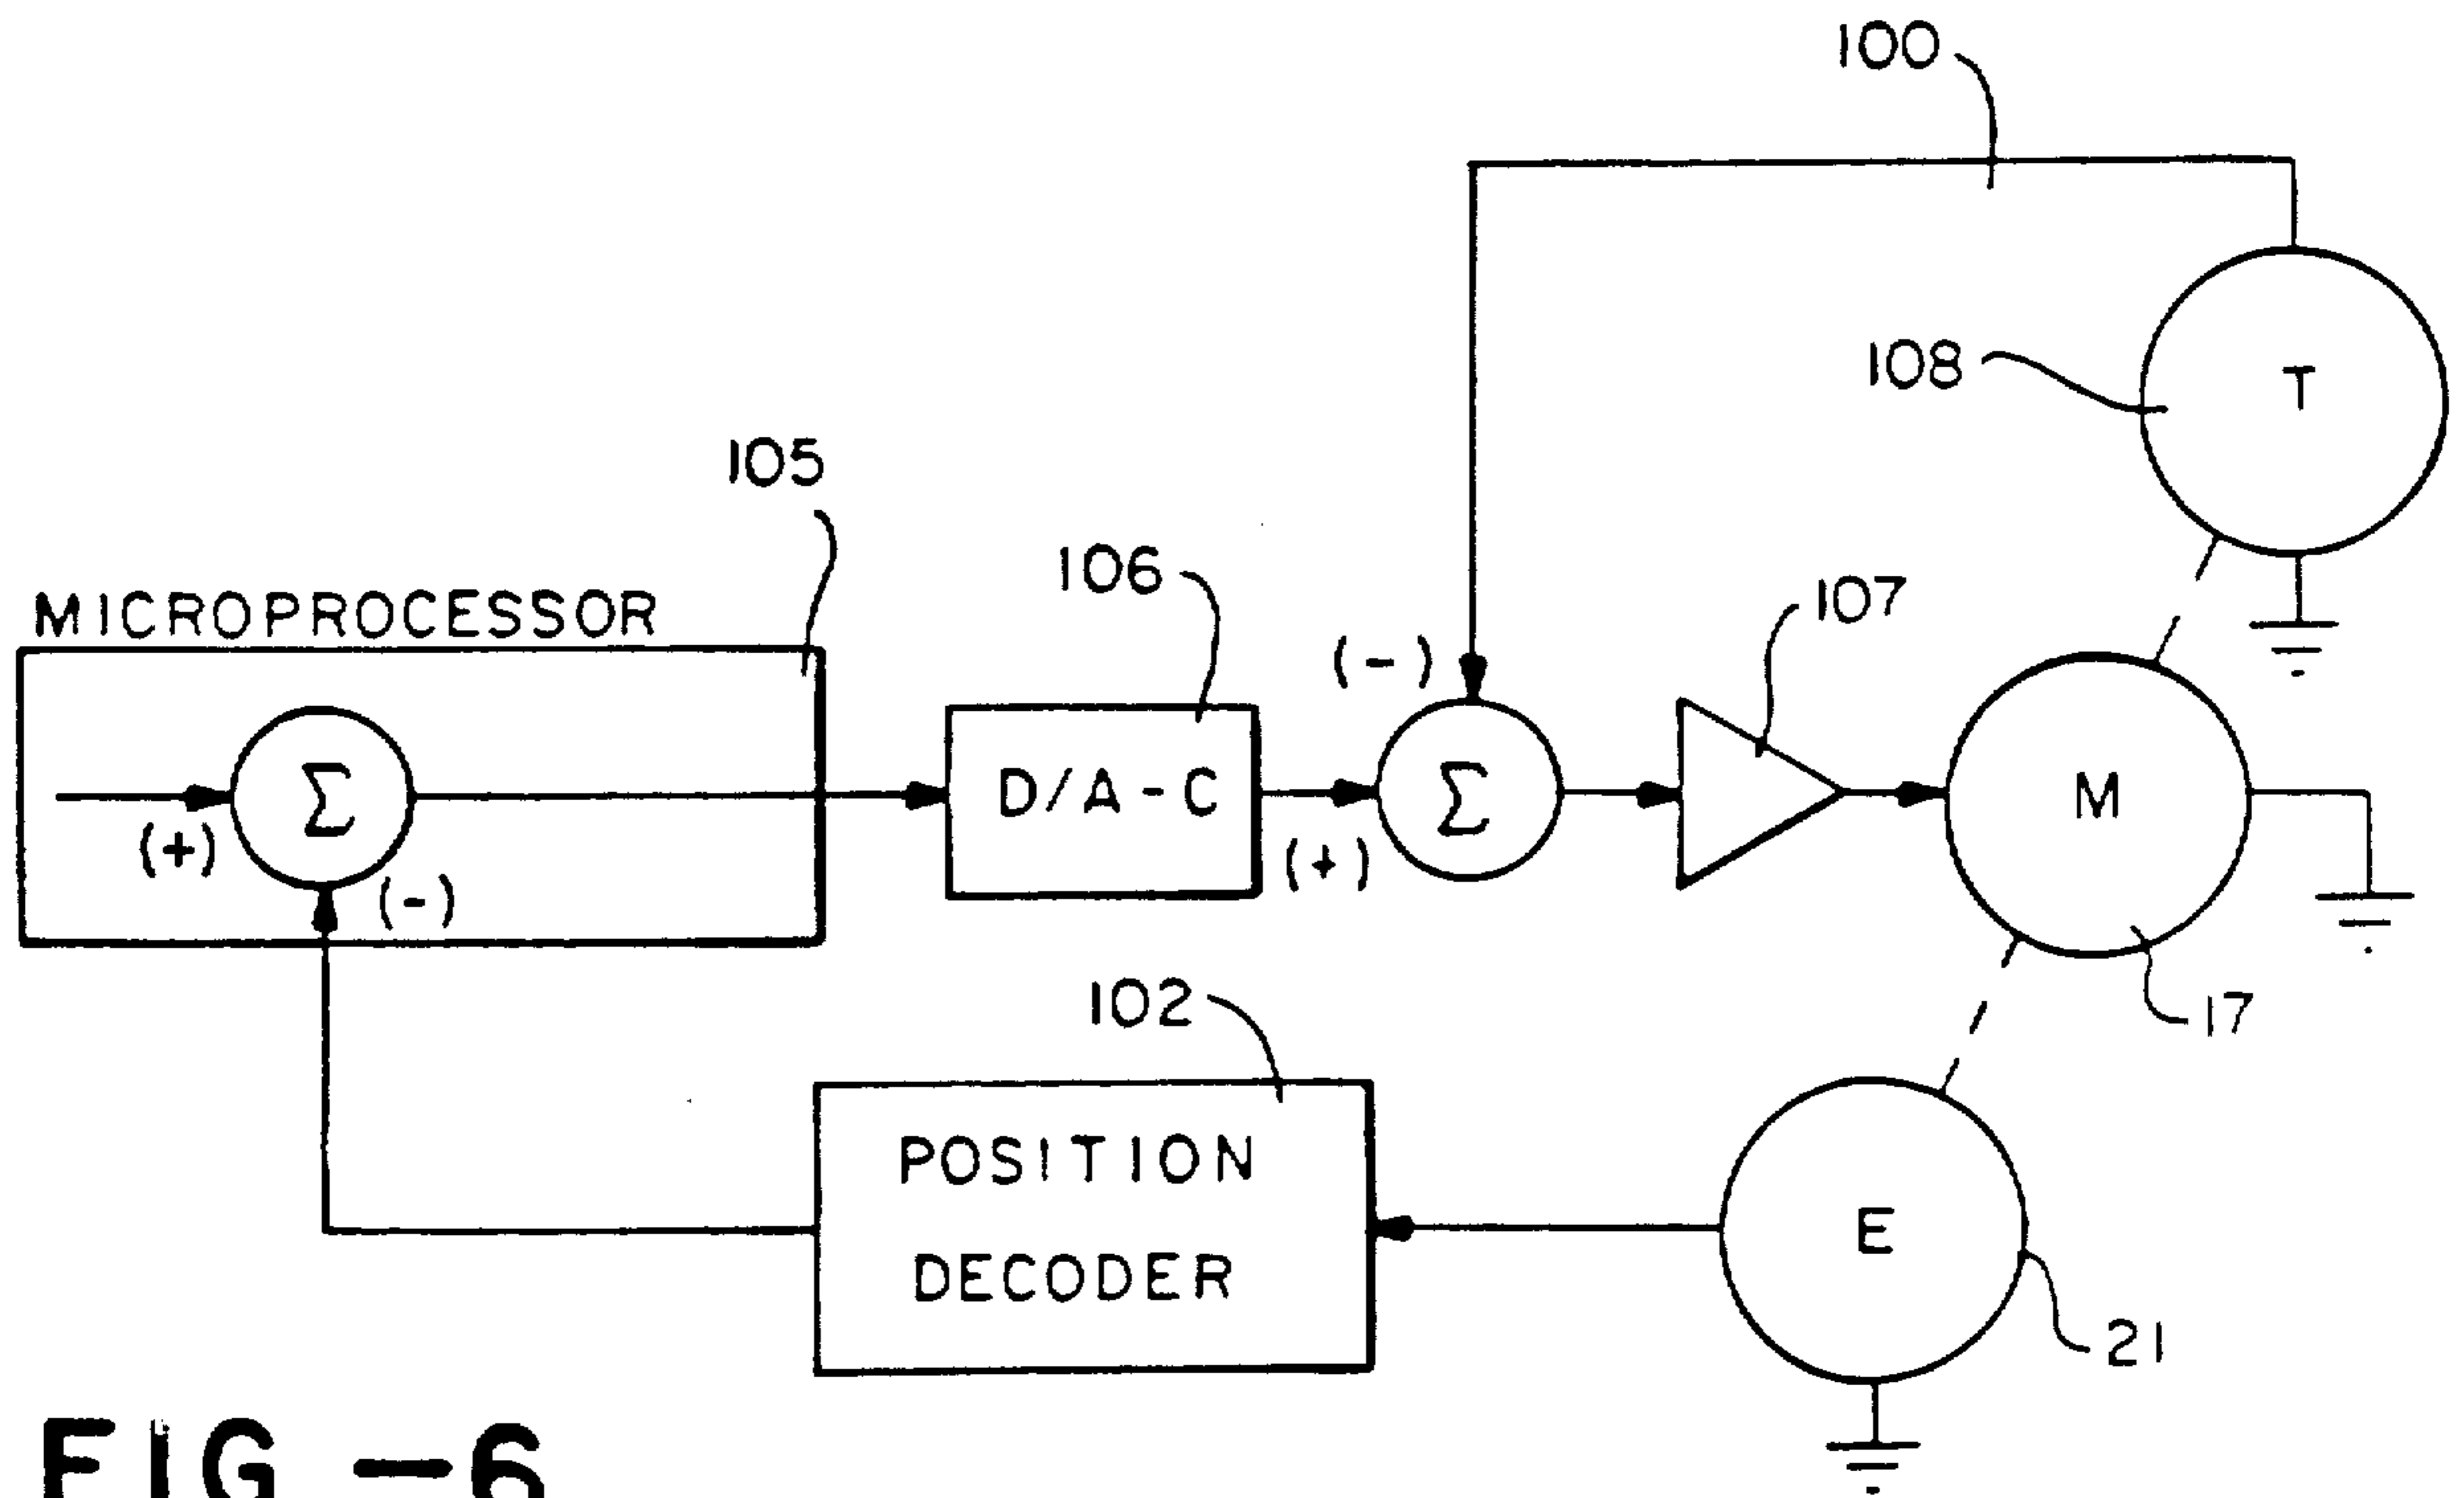 100
108
T
105
106
107
MICROPROCESSOR
(-)
Σ
D/A-C
Σ
M
(+)
(+)
(-)
102
17
POSITION
DECODER
E
21
FIG-6